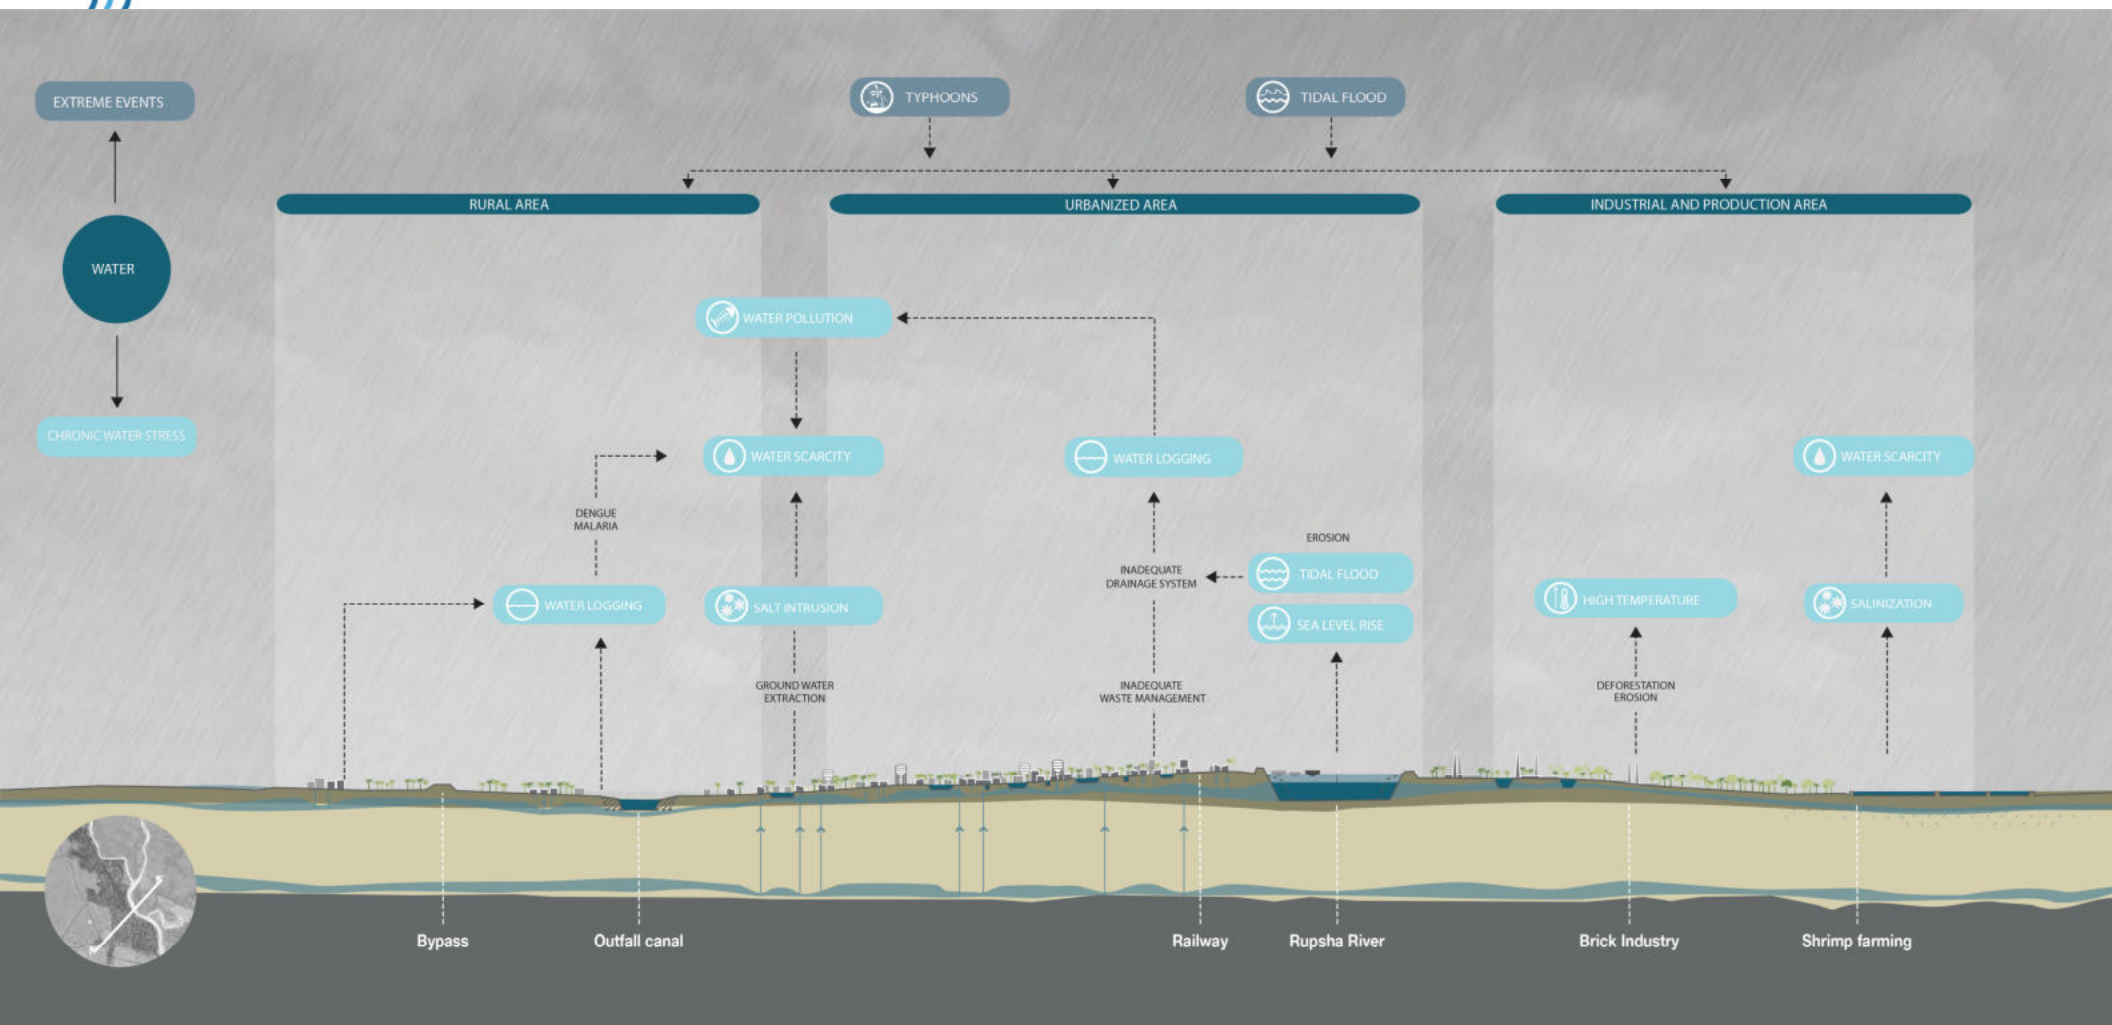 EXTREME EVENTS
TYPHOONS
TIDAL FLOOD
RURAL AREA
URBANIZED AREA
INDUSTRIAL AND PRODUCTION AREA
WATER
WATER POLLUTION
CHRONIC WATER STRESS
WATER SCARCITY
WATER LOGGING
WATER SCARCITY
DENGUE
MALARIA
EROSION
INADEQUATE
DRAINAGE SYSTEM
TIDAL FLOOD
WATER LOGGING
SALT INTRUSION
SEA LEVEL RISE
HIGH TEMPERATURE
SALINIZATION
GROUND WATER
EXTRACTION
INADEQUATE
WASTE MANAGEMENT
DEFORESTATION
EROSION
Bypass
Outfall canal
Railway
Rupsha River
Brick Industry
Shrimp farming